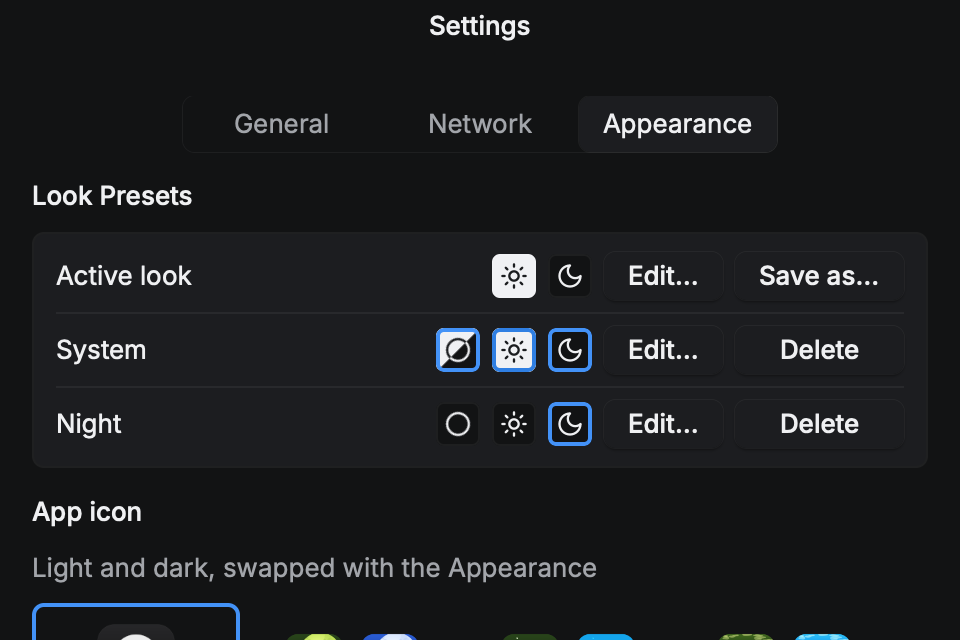 Settings
General Network Appearance
Look Presets
Active look Edit... Save as...
System Edit... Delete
Night Edit... Delete
App icon
Light and dark, swapped with the Appearance